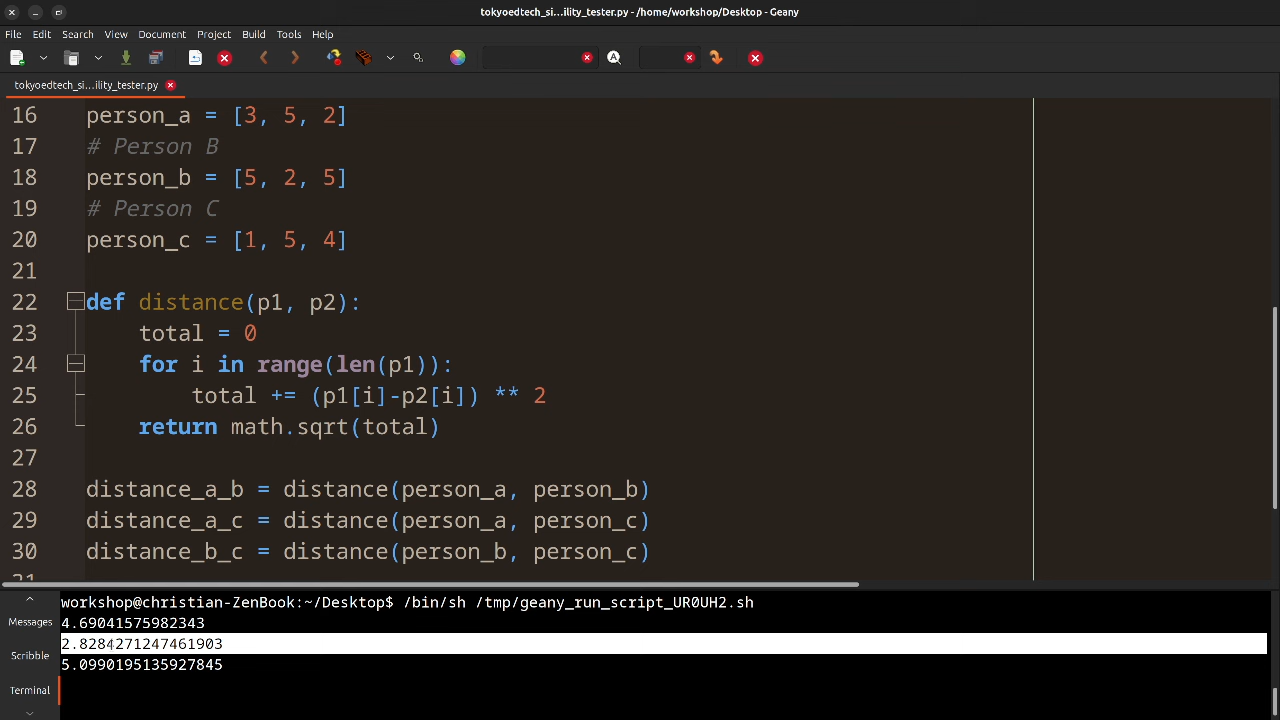 tokyoedtech_si...ility_tester.py - /home/workshop/Desktop - Geany
File Edit Search View Document Project Build Tools Help
tokyoedtech_si...ility_tester.py
16 person_a = [3, 5, 2]
17 # Person B
18 person_b = [5, 2, 5]
19 # Person C
20 person_c = [1, 5, 4]
21
22 def distance(p1, p2):
23     total = 0
24     for i in range(len(p1)):
25         total += (p1[i]-p2[i]) ** 2
26     return math.sqrt(total)
27
28 distance_a_b = distance(person_a, person_b)
29 distance_a_c = distance(person_a, person_c)
30 distance_b_c = distance(person_b, person_c)
31
workshop@christian-ZenBook:~/Desktop$ /bin/sh /tmp/geany_run_script_UR0UH2.sh
4.69041575982343
2.8284271247461903
5.0990195135927845
Messages
Scribble
Terminal